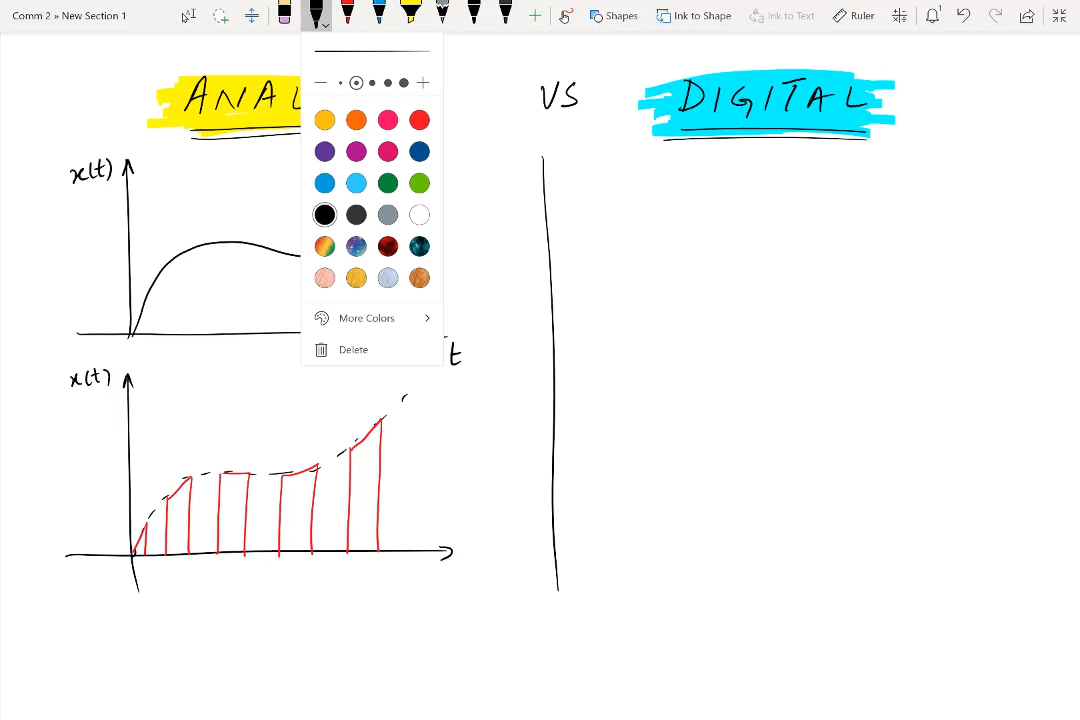 Comm 2 » New Section 1
Shapes
Ink to Shape
Ink to Text
Ruler
ANAL
VS
DIGITAL
More Colors
Delete
x(t)
t
x(t)